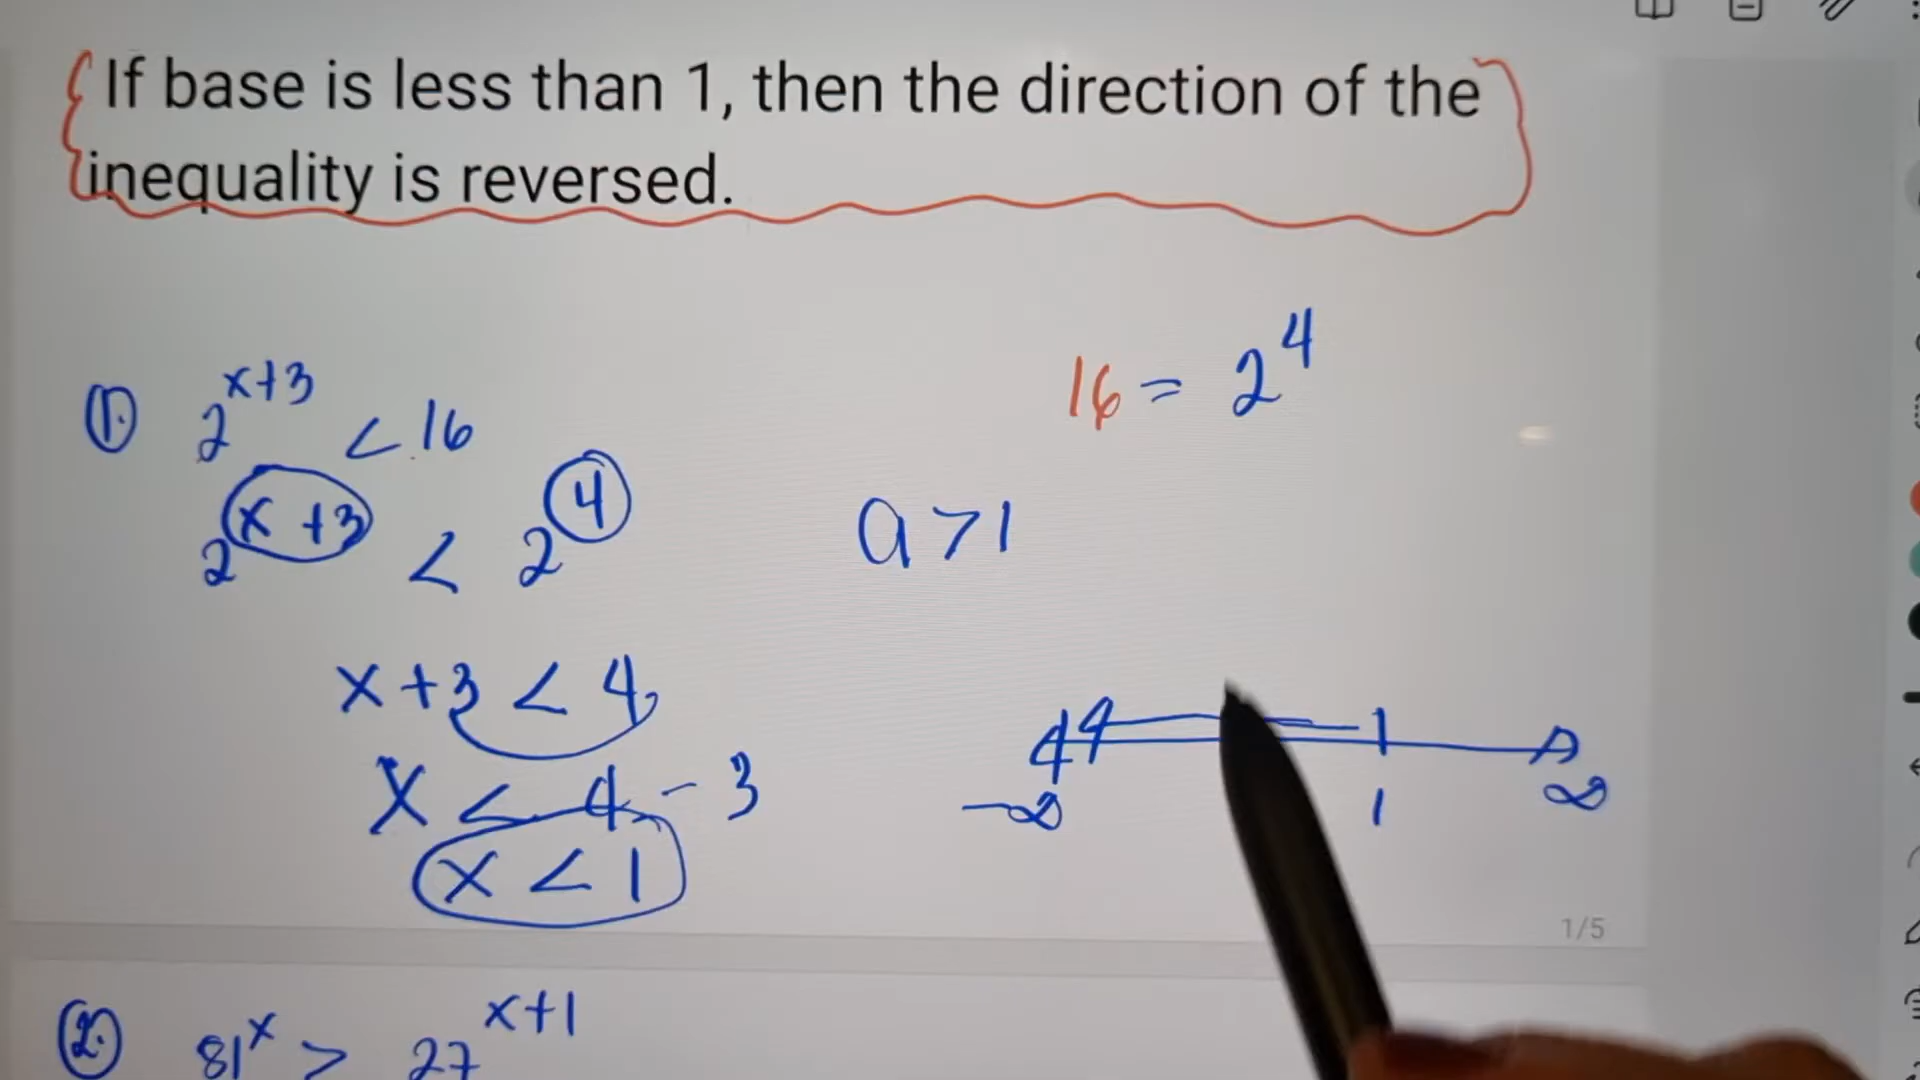 If base is less than 1, then the direction of the
inequality is reversed.
16 = 2^4
1. 2^{x+3} < 16
2^{x+3} < 2^4
a > 1
x + 3 < 4
x < 4 - 3
x < 1
-∞ 1 ∞
1/5
2. 81^x > 27^{x+1}